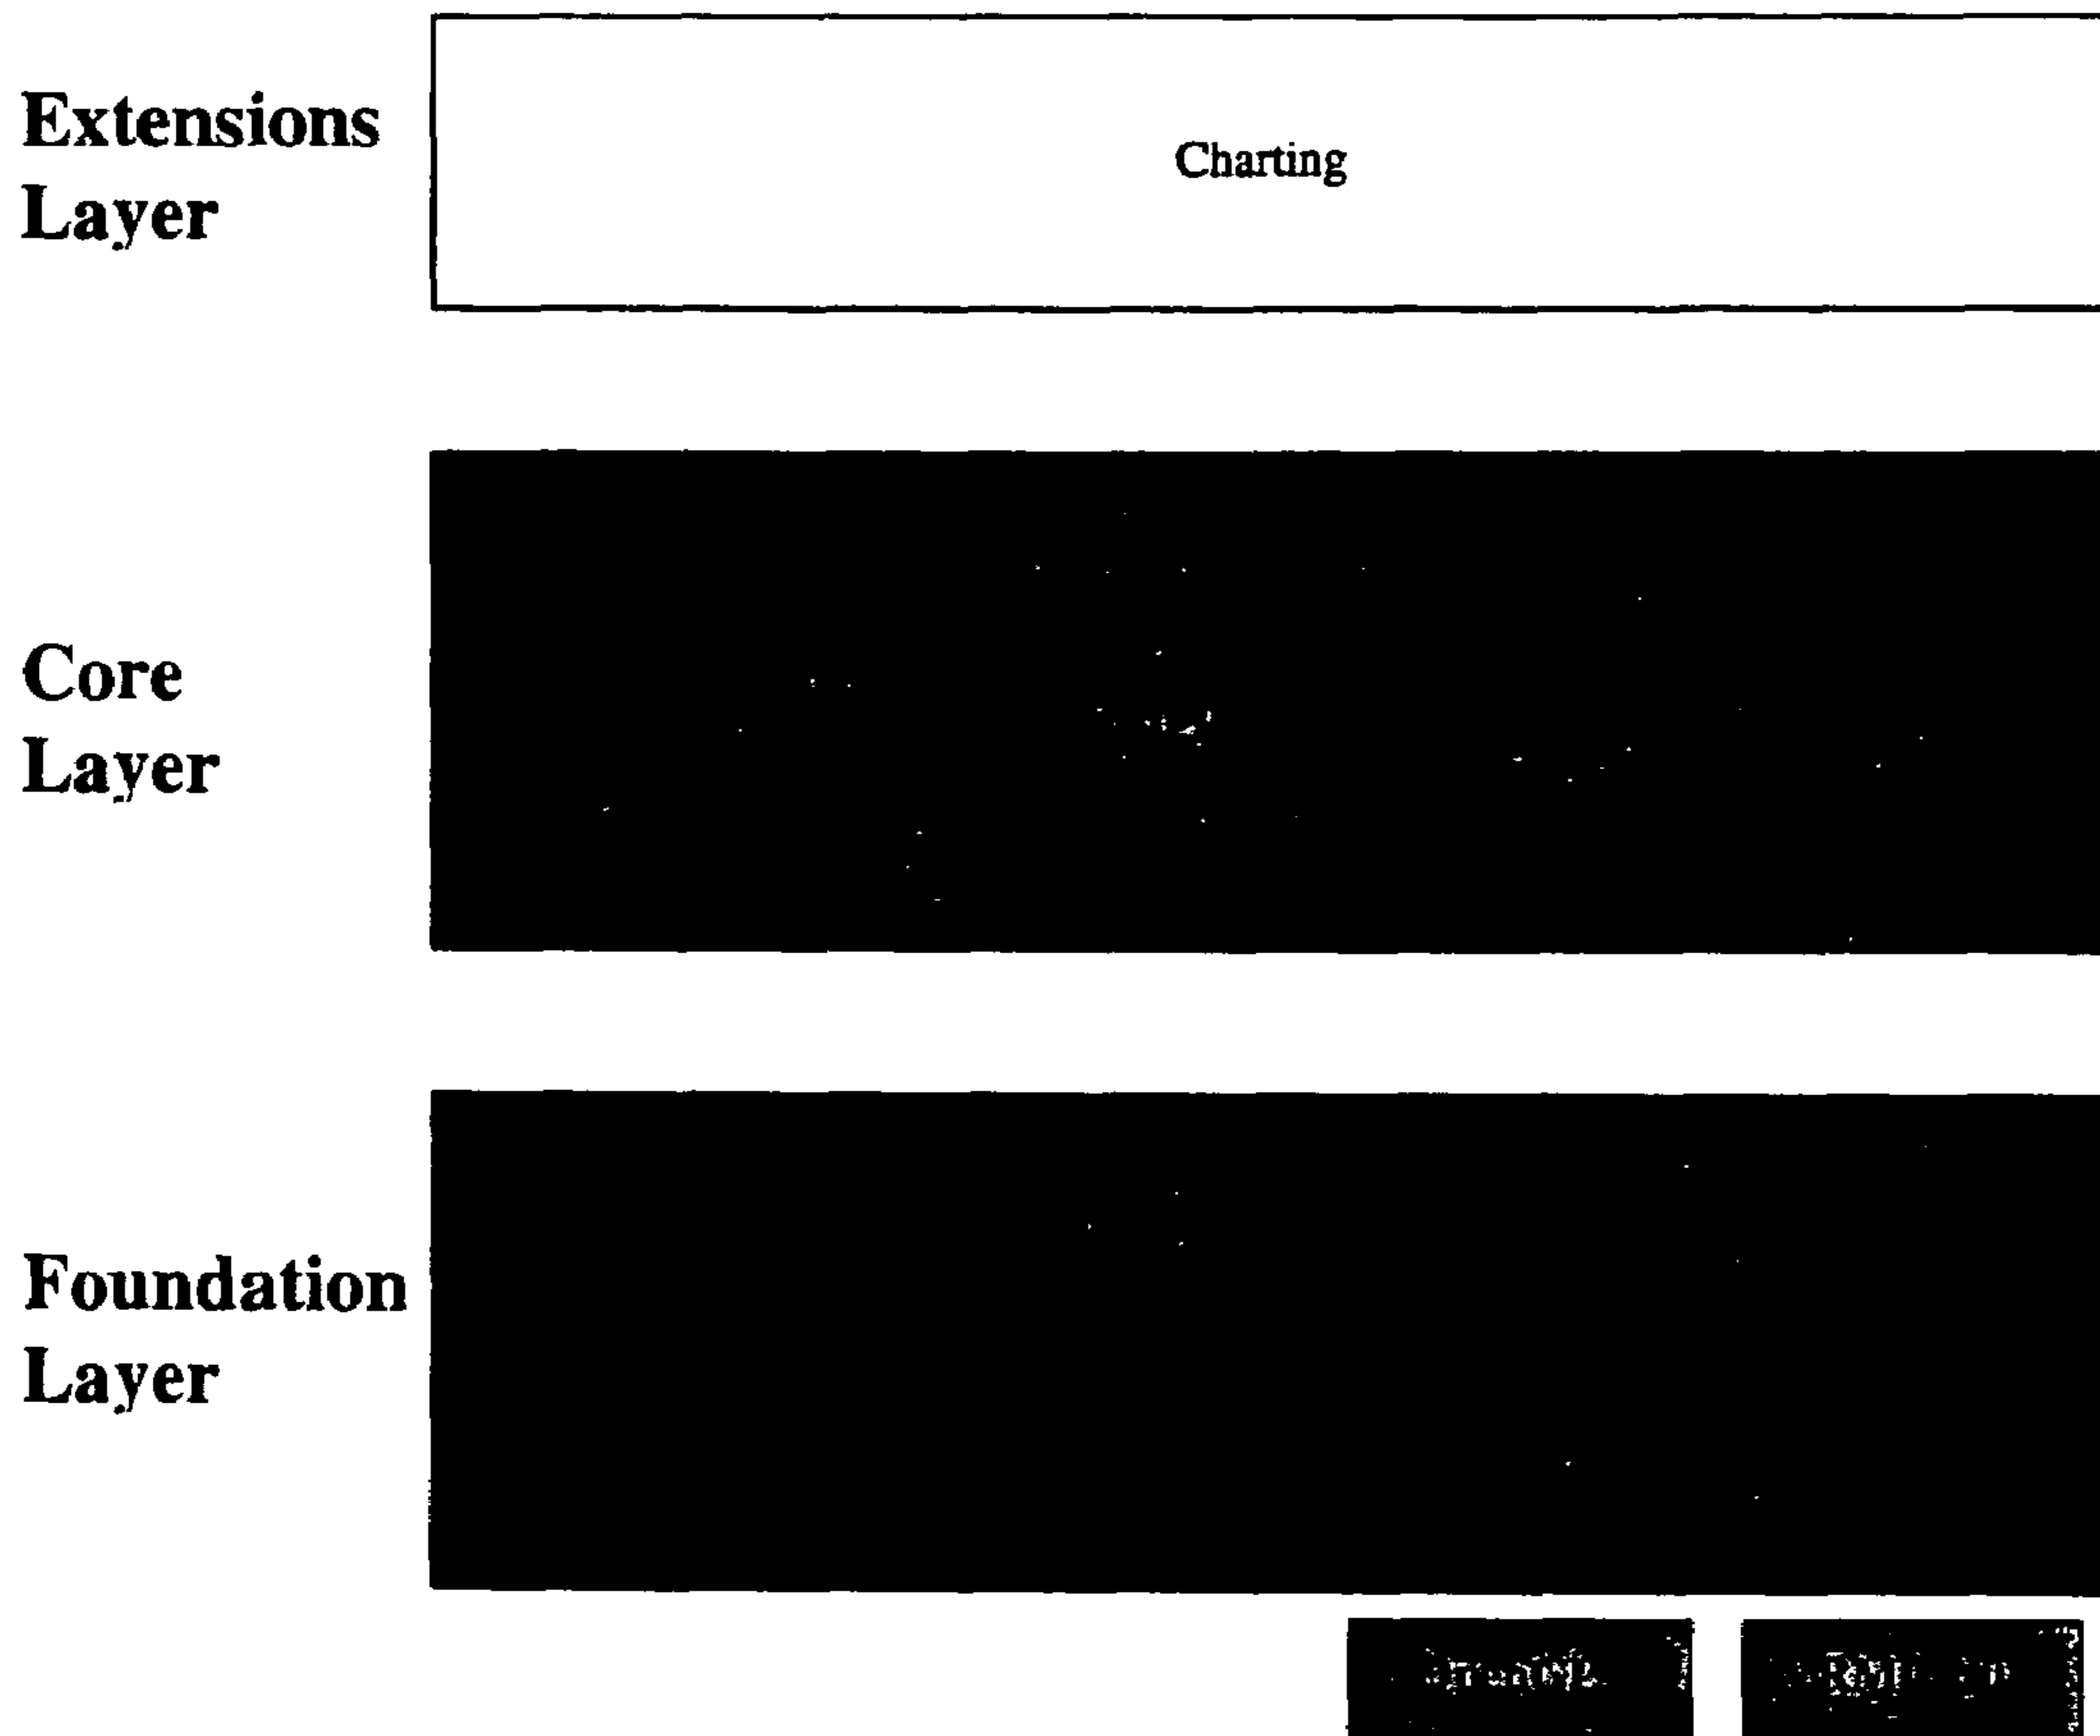 Extensions
Layer
Charting
Core
Layer
Foundation
Layer